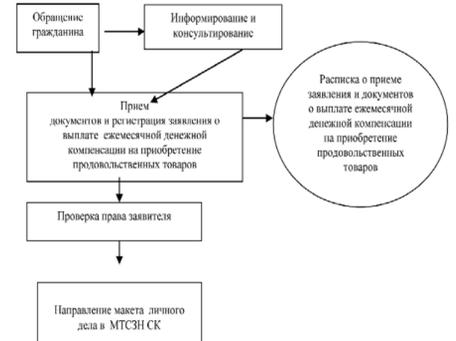 Обращение
гражданина
Информирование и
консультирование
Прием
документов и регистрация заявления о
выплате ежемесячной денежной
компенсации на приобретение
продовольственных товаров
Расписка о приеме
заявления и документов
о выплате ежемесячной
денежной компенсации
на приобретение
продовольственных
товаров
Проверка права заявителя
Направление макета личного
дела в МТСЗН СК